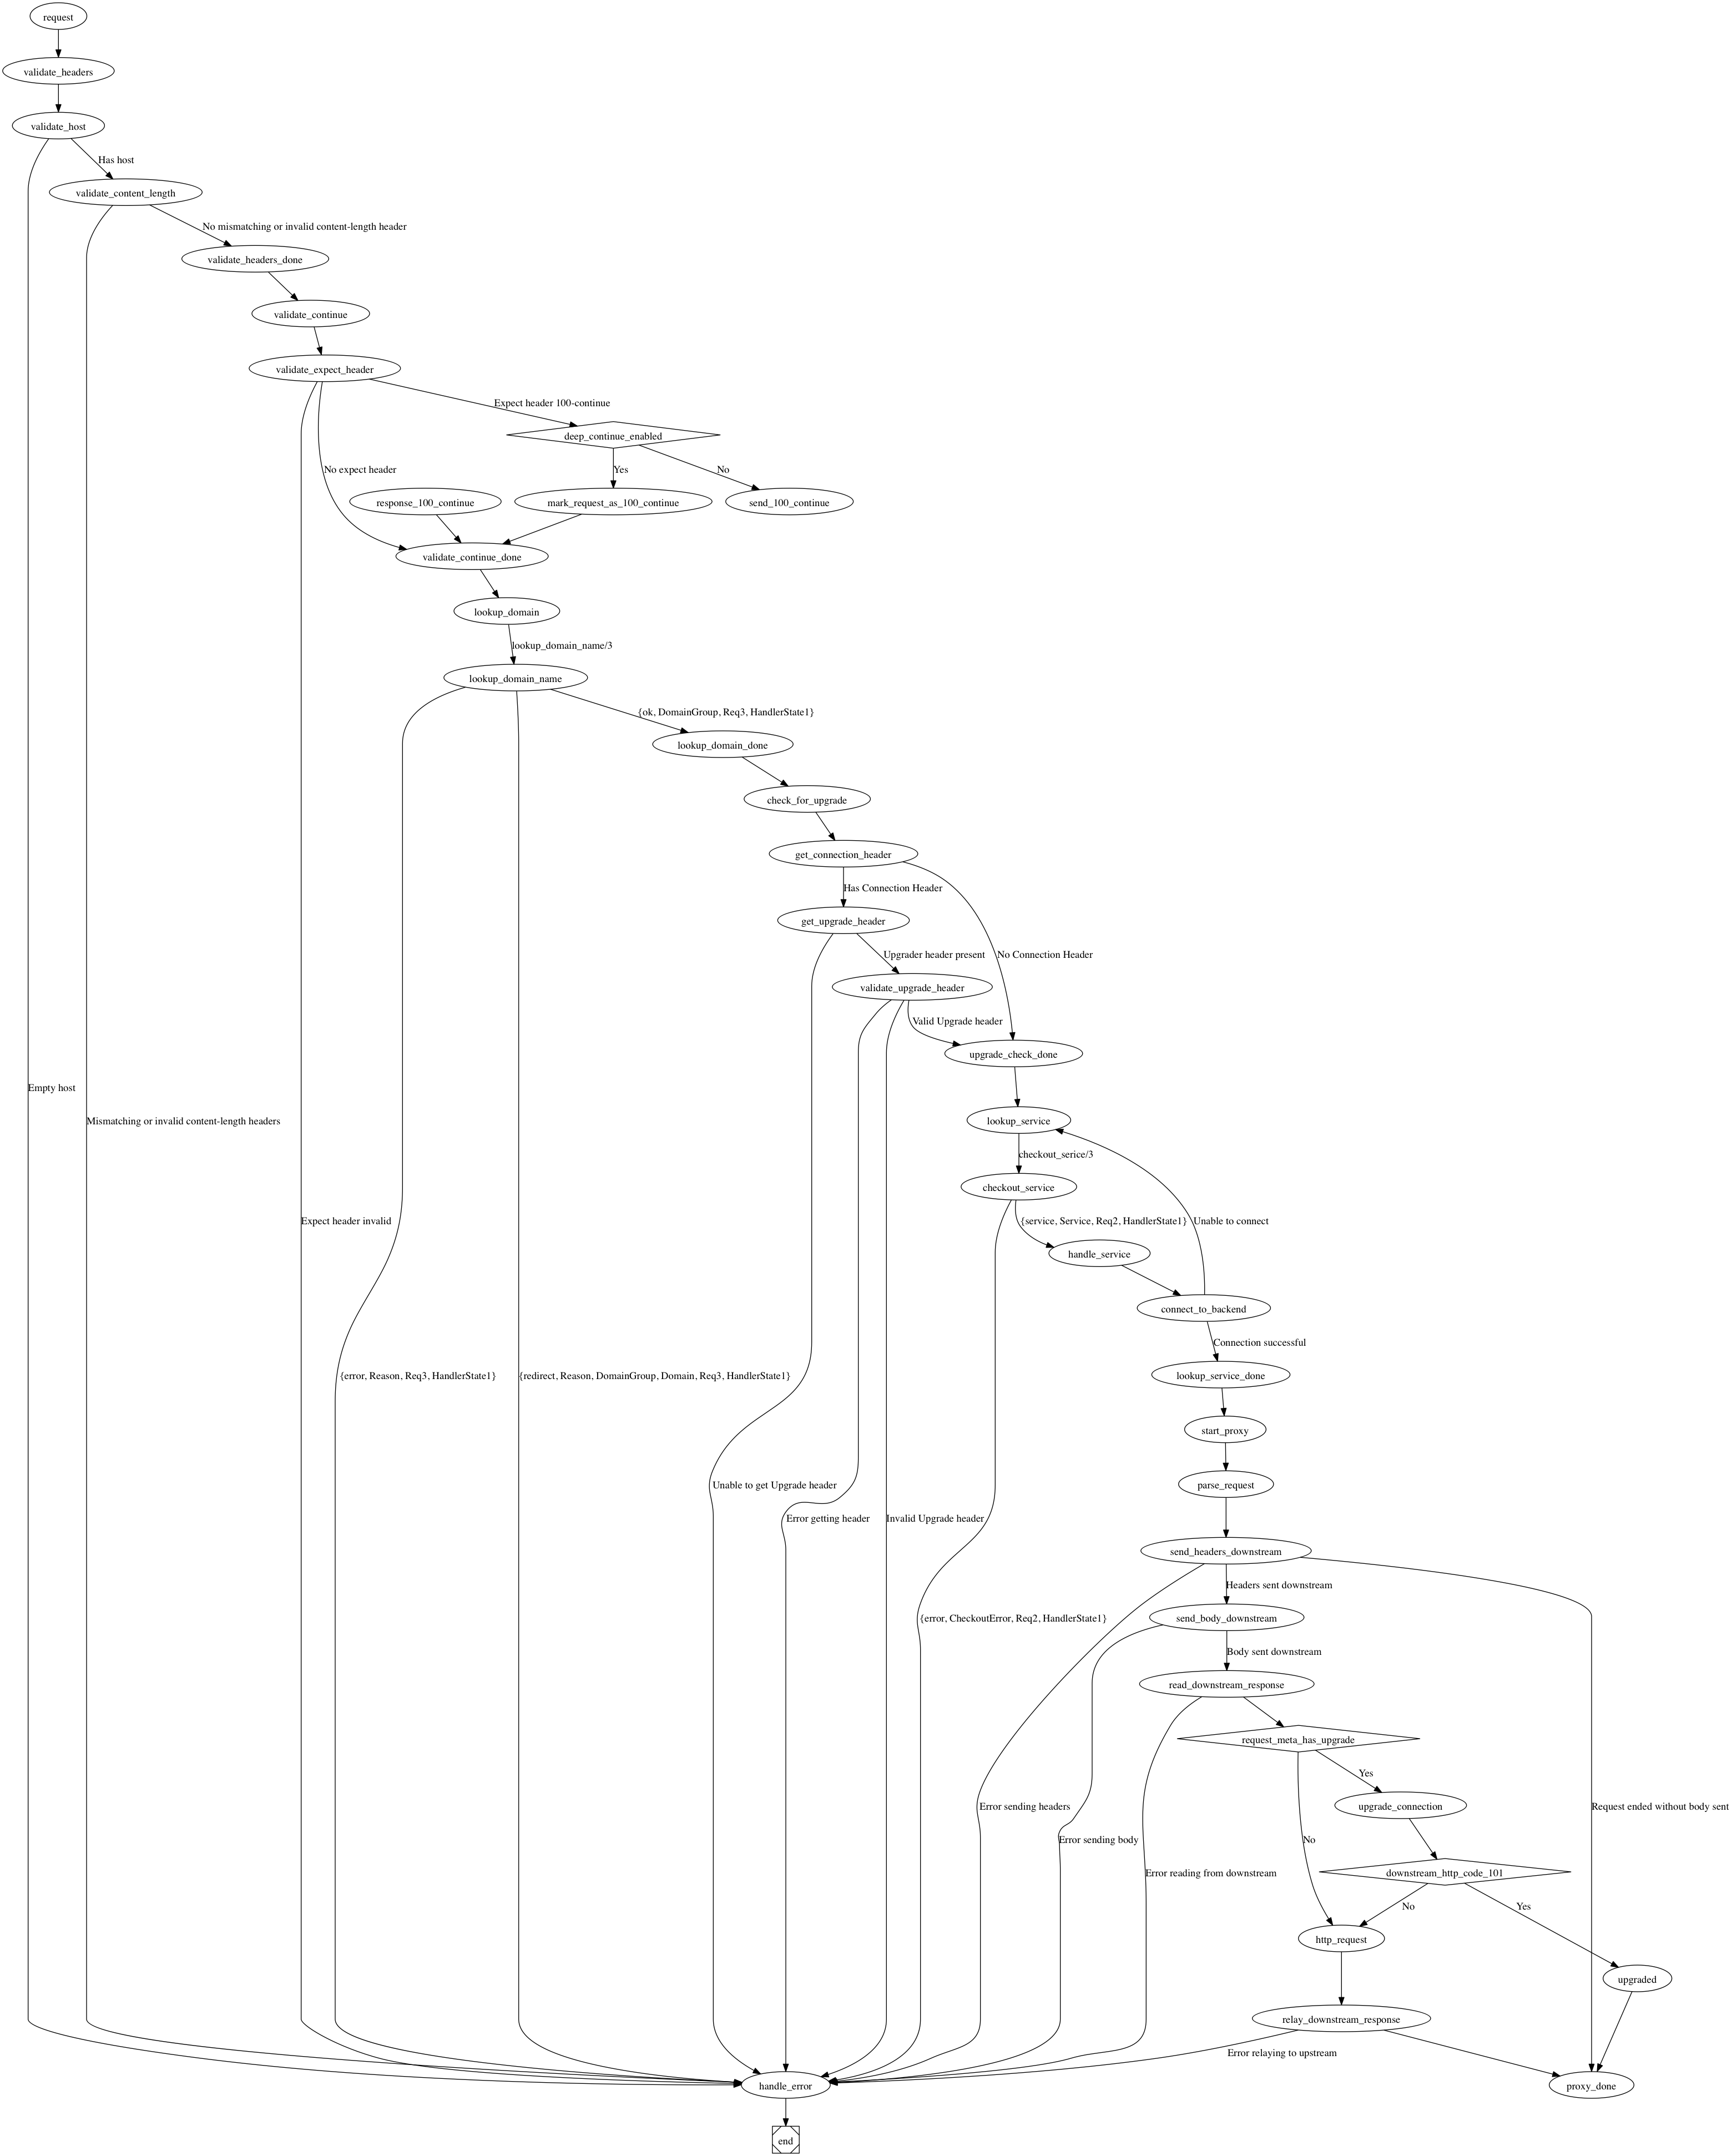 request
validate_headers
validate_host
Has host
validate_content_length
No mismatching or invalid content-length header
validate_headers_done
validate_continue
validate_expect_header
Expect header 100-continue
deep_continue_enabled
No expect header
Yes
No
response_100_continue
mark_request_as_100_continue
send_100_continue
validate_continue_done
lookup_domain
lookup_domain_name/3
lookup_domain_name
{ok, DomainGroup, Req3, HandlerState1}
lookup_domain_done
check_for_upgrade
get_connection_header
Has Connection Header
get_upgrade_header
Upgrader header present
No Connection Header
validate_upgrade_header
Valid Upgrade header
upgrade_check_done
Empty host
Mismatching or invalid content-length headers
lookup_service
checkout_serice/3
checkout_service
Expect header invalid
{service, Service, Req2, HandlerState1}
Unable to connect
handle_service
connect_to_backend
Connection successful
{error, Reason, Req3, HandlerState1}
{redirect, Reason, DomainGroup, Domain, Req3, HandlerState1}
lookup_service_done
start_proxy
Unable to get Upgrade header
parse_request
Error getting header
Invalid Upgrade header
send_headers_downstream
Headers sent downstream
{error, CheckoutError, Req2, HandlerState1}
send_body_downstream
Body sent downstream
read_downstream_response
request_meta_has_upgrade
Yes
Error sending headers
upgrade_connection
Request ended without body sent
Error sending body
No
Error reading from downstream
downstream_http_code_101
No
Yes
http_request
upgraded
relay_downstream_response
Error relaying to upstream
handle_error
proxy_done
end